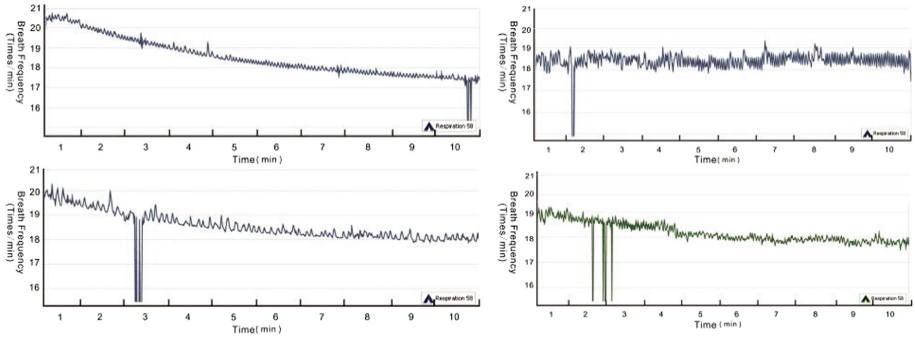 21
20
19
18
17
16
Breath Frequency
(Times/min)
1 2 3 4 5 6 7 8 9 10
Time(min)
Respiration 58
21
20
19
18
17
16
Breath Frequency
(Times/min)
1 2 3 4 5 6 7 8 9 10
Time(min)
Respiration 58
21
20
19
18
17
16
Breath Frequency
(Times/min)
1 2 3 4 5 6 7 8 9 10
Time(min)
Respiration 58
21
20
19
18
17
16
Breath Frequency
(Times/min)
1 2 3 4 5 6 7 8 9 10
Time(min)
Respiration 58